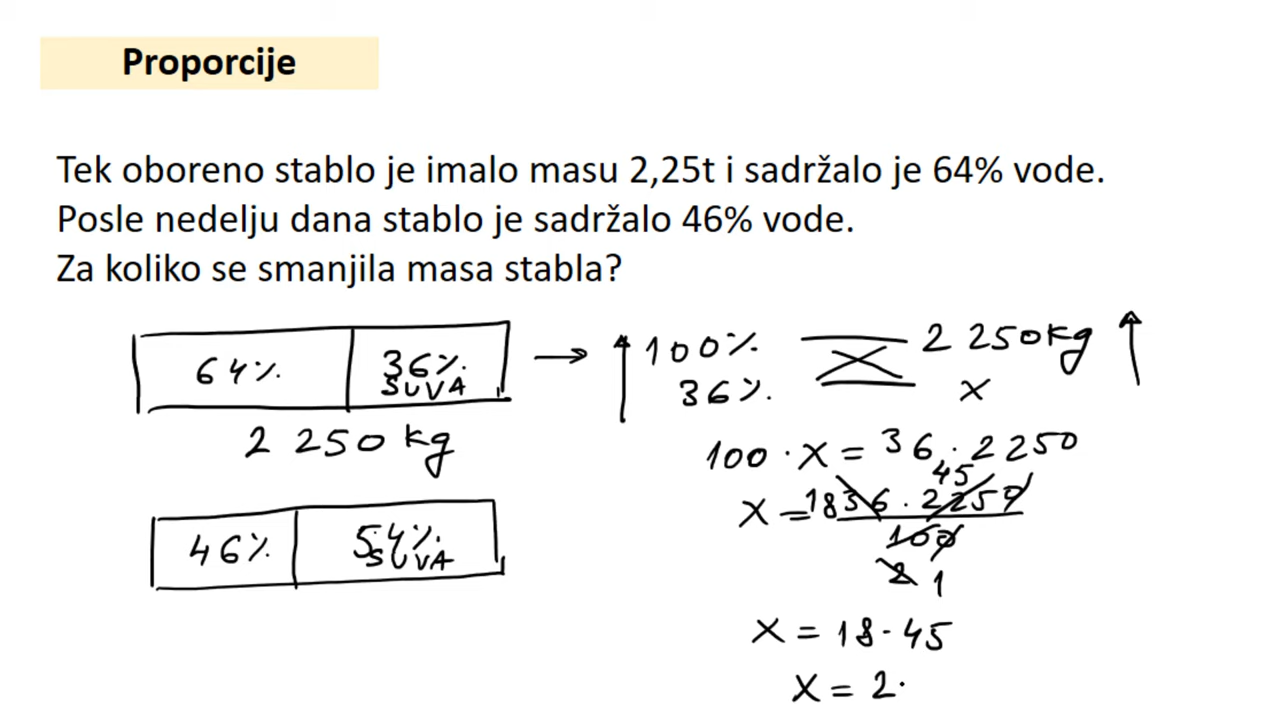 Proporcije
Tek oboreno stablo je imalo masu 2,25t i sadržalo je 64% vode.
Posle nedelju dana stablo je sadržalo 46% vode.
Za koliko se smanjila masa stabla?
64% 36% SUVA
2 250 kg
46% 54% SUVA
→ ↑ 100% 2 250kg ↑
36% x
100 · x = 36 · 2250
45
x = 18 36 · 2250
100
2 1
x = 18 · 45
x = 2 ·